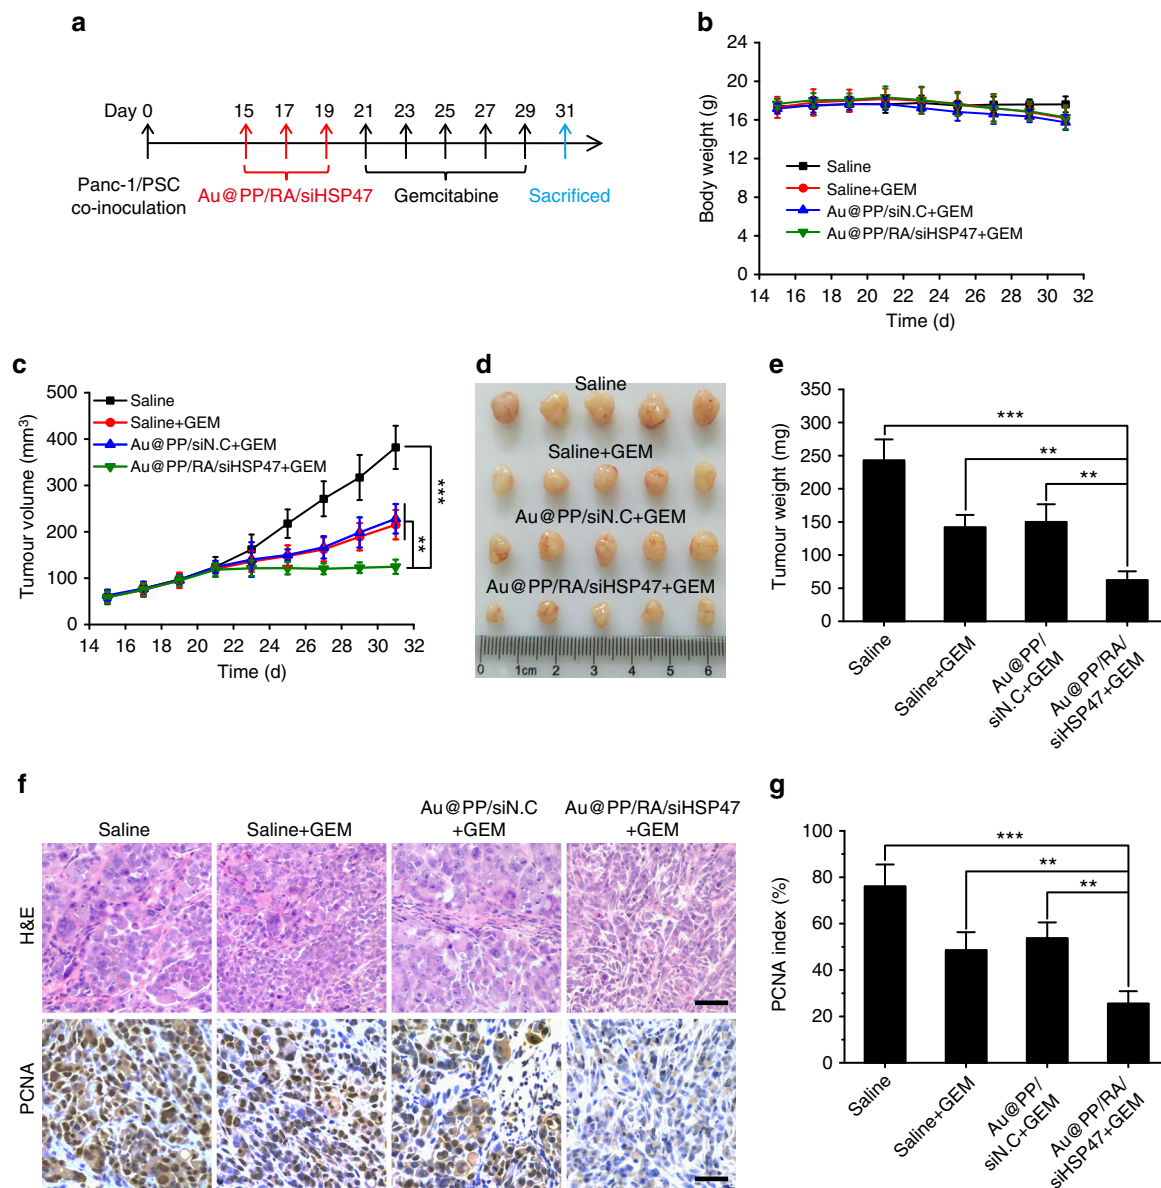 a
Day 0 15 17 19 21 23 25 27 29 31
Panc-1/PSC
co-inoculation
Au@PP/RA/siHSP47
Gemcitabine
Sacrificed
b
Body weight (g)
24
20
16
12
8
4
0
Saline
Saline+GEM
Au@PP/siN.C+GEM
Au@PP/RA/siHSP47+GEM
14 16 18 20 22 24 26 28 30 32
Time (d)
c
Tumour volume (mm³)
500
400
300
200
100
0
Saline
Saline+GEM
Au@PP/siN.C+GEM
Au@PP/RA/siHSP47+GEM
***
**
14 16 18 20 22 24 26 28 30 32
Time (d)
d
Saline
Saline+GEM
Au@PP/siN.C+GEM
Au@PP/RA/siHSP47+GEM
0 1cm 2 3 4 5 6
e
Tumour weight (mg)
350
300
250
200
150
100
50
0
***
**
**
Saline
Saline+GEM
Au@PP/
siN.C+GEM
Au@PP/RA/
siHSP47+GEM
f
Saline
Saline+GEM
Au@PP/siN.C
+GEM
Au@PP/RA/siHSP47
+GEM
H&E
PCNA
g
PCNA index (%)
100
80
60
40
20
0
***
**
**
Saline
Saline+GEM
Au@PP/
siN.C+GEM
Au@PP/RA/
siHSP47+GEM